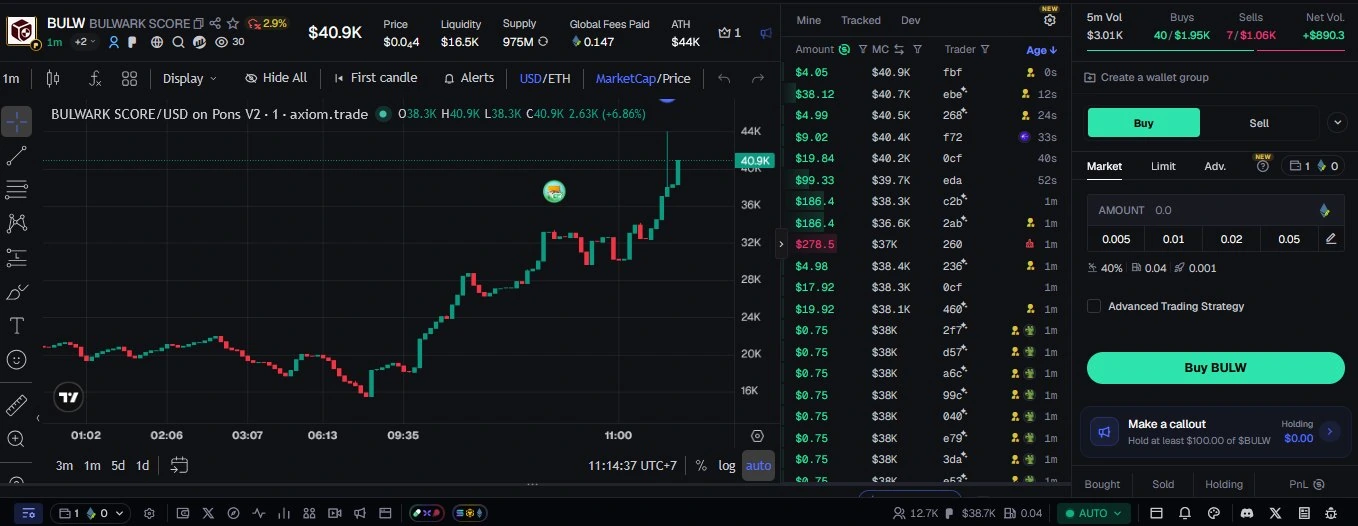 BULW BULWARK SCORE 2.9%
1m +2 30
$40.9K
Price
$0.0₄4
Liquidity
$16.5K
Supply
975M
Global Fees Paid
0.147
ATH
$44K
1
1m
Display
Hide All
First candle
Alerts
USD/ETH
MarketCap/Price
BULWARK SCORE/USD on Pons V2 · 1 · axiom.trade O38.3K H40.9K L38.3K C40.9K 2.63K (+6.86%)
44K
40.9K
40K
36K
32K
28K
24K
20K
16K
01:02 02:06 03:07 06:13 09:35 11:00
3m 1m 5d 1d
11:14:37 UTC+7 % log auto
Mine Tracked Dev NEW
Amount MC Trader Age
$4.05 $40.9K fbf 0s
$38.12 $40.7K ebe 12s
$4.99 $40.5K 268 24s
$9.02 $40.4K f72 33s
$19.84 $40.2K 0cf 40s
$99.33 $39.7K eda 52s
$186.4 $38.3K c2b 1m
$186.4 $36.6K 2ab 1m
$278.5 $37K 260 1m
$4.98 $38.4K 236 1m
$17.92 $38.3K 0cf 1m
$19.92 $38.1K 460 1m
$0.75 $38K 2f7 1m
$0.75 $38K d57 1m
$0.75 $38K a6c 1m
$0.75 $38K 99c 1m
$0.75 $38K 040 1m
$0.75 $38K e79 1m
$0.75 $38K 3da 1m
$0.75 $38K e53 1m
5m Vol Buys Sells Net Vol.
$3.01K 40/$1.95K 7/$1.06K +$890.3
Create a wallet group
Buy Sell
Market Limit Adv. NEW 1 0
AMOUNT 0.0
0.005 0.01 0.02 0.05
40% 0.04 0.001
Advanced Trading Strategy
Buy BULW
Make a callout
Hold at least $100.00 of $BULW
Holding
$0.00
Bought Sold Holding PnL
1 0
12.7K $38.7K 0.04 AUTO